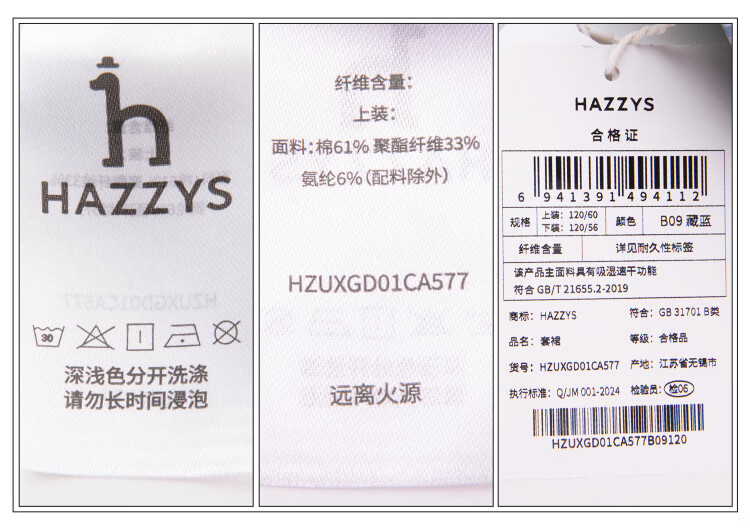 HAZZYS
30
深浅色分开洗涤
请勿长时间浸泡
纤维含量：
上装：
面料：棉61% 聚酯纤维33%
氨纶6%（配料除外）
HZUXGD01CA577
远离火源
HAZZYS
合格证
6 941391 494112
规格 上装：120/60 下装：120/56 颜色 B09 藏蓝
纤维含量 详见耐久性标签
该产品主面料具有吸湿速干功能
符合 GB/T 21655.2-2019
商标：HAZZYS 符合：GB 31701 B类
品名：套裙 等级：合格品
货号：HZUXGD01CA577 产地：江苏省无锡市
执行标准：Q/JM 001-2024 检验员：检06
HZUXGD01CA577B09120